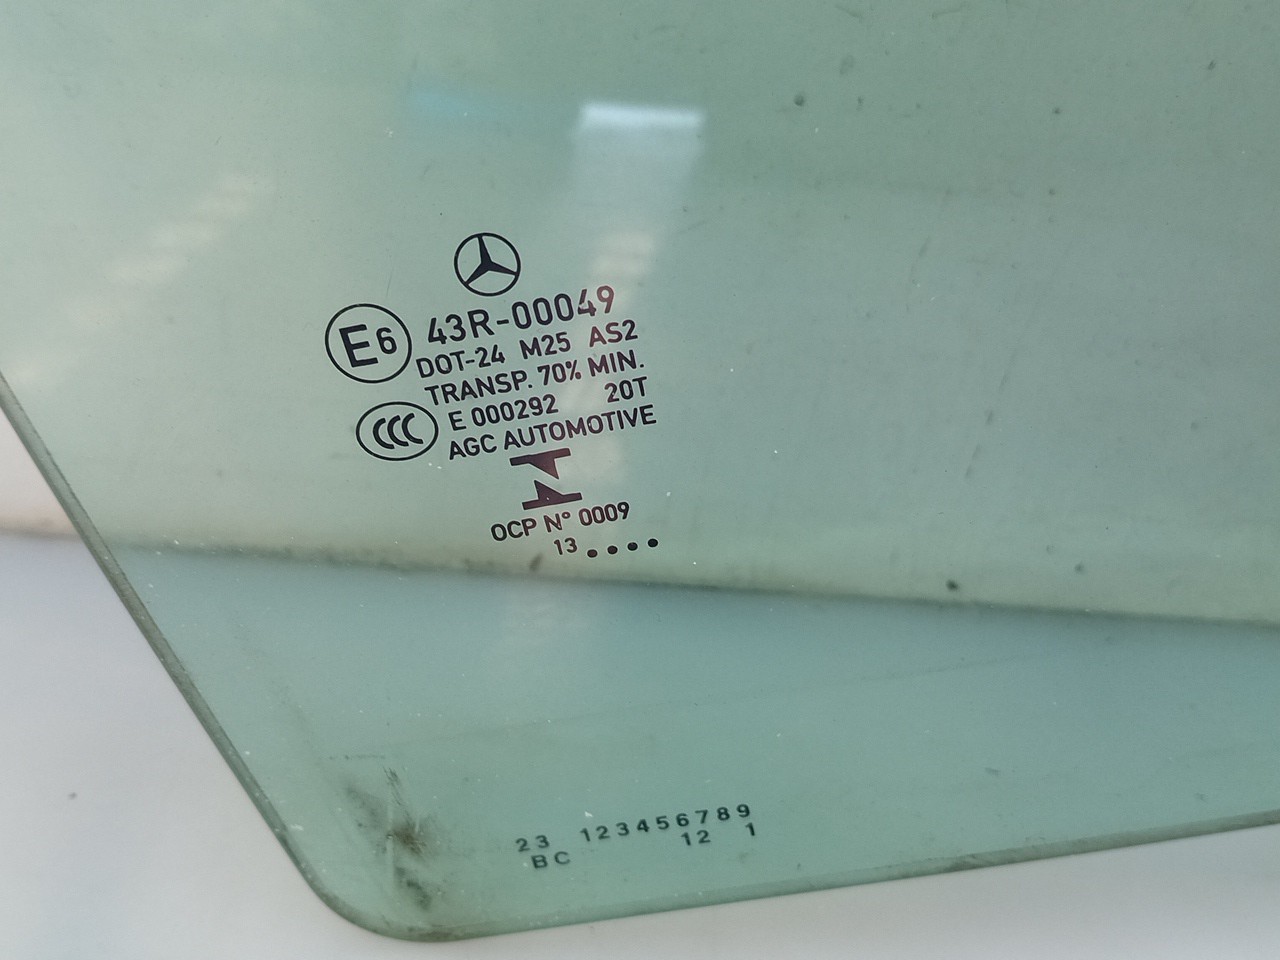 43R-00049
E6
DOT-24 M25 AS2
TRANSP. 70% MIN.
CCC
E 000292 20T
AGC AUTOMOTIVE
OCP N° 0009
13 ....
23 123456789
BC 12 1